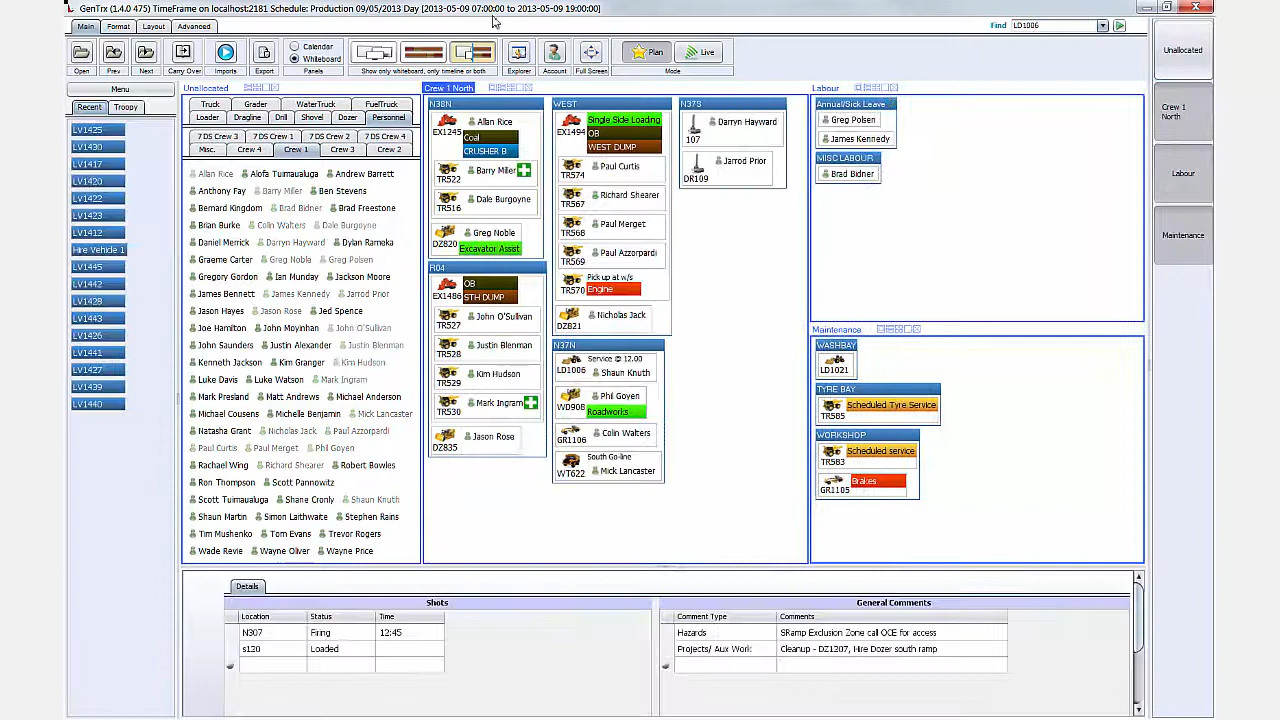 GenTrx (1.4.0 475) TimeFrame on localhost:2181 Schedule: Production 09/05/2013 Day [2013-05-09 07:00:00 to 2013-05-09 19:00:00]
Main Format Layout Advanced
Find LD1006
Calendar
Whiteboard
Plan Live
Open Prev Next Carry Over Imports Export Panels Show only whiteboard, only timeline or both Explorer Account Full Screen Mode
Menu
Recent Troopy
LV1425
LV1430
LV1417
LV1420
LV1422
LV1423
LV1412
Hire Vehicle 1
LV1445
LV1442
LV1428
LV1443
LV1426
LV1441
LV1427
LV1439
LV1440
Unallocated
Truck Grader WaterTruck FuelTruck
Loader Dragline Drill Shovel Dozer Personnel
7 DS Crew 3 7 DS Crew 1 7 DS Crew 2 7 DS Crew 4
Misc. Crew 4 Crew 1 Crew 3 Crew 2
Allan Rice Alofa Tuimaualuga Andrew Barrett
Anthony Fay Barry Miller Ben Stevens
Bernard Kingdom Brad Bidner Brad Freestone
Brian Burke Colin Walters Dale Burgoyne
Daniel Merrick Darryn Hayward Dylan Rameka
Graeme Carter Greg Noble Greg Polsen
Gregory Gordon Ian Munday Jackson Moore
James Bennett James Kennedy Jarrod Prior
Jason Hayes Jason Rose Jed Spence
Joe Hamilton John Moyinhan John O'Sullivan
John Saunders Justin Alexander Justin Blenman
Kenneth Jackson Kim Granger Kim Hudson
Luke Davis Luke Watson Mark Ingram
Mark Presland Matt Andrews Michael Anderson
Michael Busutens Michelle Benjamin Mick Lancaster
Natasha Grant Nicholas Jack Paul Azzorpardi
Paul Curtis Paul Merget Phil Goyen
Rachael Wing Richard Shearer Robert Bowles
Ron Thompson Scott Pannowitz
Scott Tuimaualuga Shane Cronly Shaun Knuth
Shaun Martin Simon Laithwaite Stephen Rains
Tim Mushenko Tom Evans Trevor Rogers
Wade Revie Wayne Oliver Wayne Price
Crew 1 North
N38N
EX1245 Allan Rice
Coal
CRUSHER B
TR522 Barry Miller
TR516 Dale Burgoyne
DZ820 Greg Noble
Excavator Assist
R04
EX1486 OB
STH DUMP
TR527 John O'Sullivan
TR528 Justin Blenman
TR529 Kim Hudson
TR530 Mark Ingram
DZ835 Jason Rose
WEST
EX1494 Single Side Loading
OB
WEST DUMP
TR574 Paul Curtis
TR567 Richard Shearer
TR568 Paul Merget
TR569 Paul Azzorpardi
TR570 Pick up at w/s
Engine
DZ821 Nicholas Jack
N37N
LD1006 Service @ 12.00
Shaun Knuth
WD908 Phil Goyen
Roadworks
GR1106 Colin Walters
WT622 South Go-line
Mick Lancaster
N37S
107 Darryn Hayward
DR109 Jarrod Prior
Labour
Annual/Sick Leave
Greg Polsen
James Kennedy
MISC LABOUR
Brad Bidner
Maintenance
WASHBAY
LD1021
TYRE BAY
TR585 Scheduled Tyre Service
WORKSHOP
TR583 Scheduled service
GR1105 Brakes
Unallocated
Crew 1
North
Labour
Maintenance
Details
Shots
Location Status Time
N307 Firing 12:45
s120 Loaded
General Comments
Comment Type Comments
Hazards SRamp Exclusion Zone call OCE for access
Projects/ Aux Work Cleanup - DZ1207, Hire Dozer south ramp